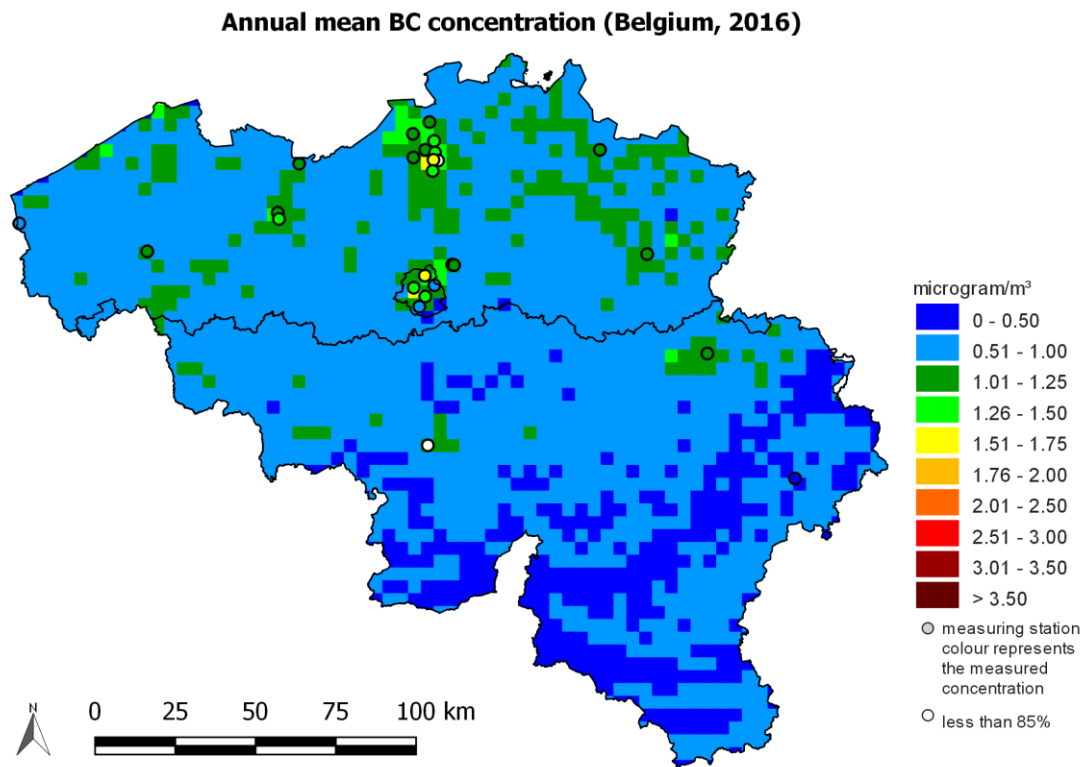 Annual mean BC concentration (Belgium, 2016)
microgram/m³
0 - 0.50
0.51 - 1.00
1.01 - 1.25
1.26 - 1.50
1.51 - 1.75
1.76 - 2.00
2.01 - 2.50
2.51 - 3.00
3.01 - 3.50
> 3.50
measuring station
colour represents
the measured
concentration
less than 85%
N
0 25 50 75 100 km